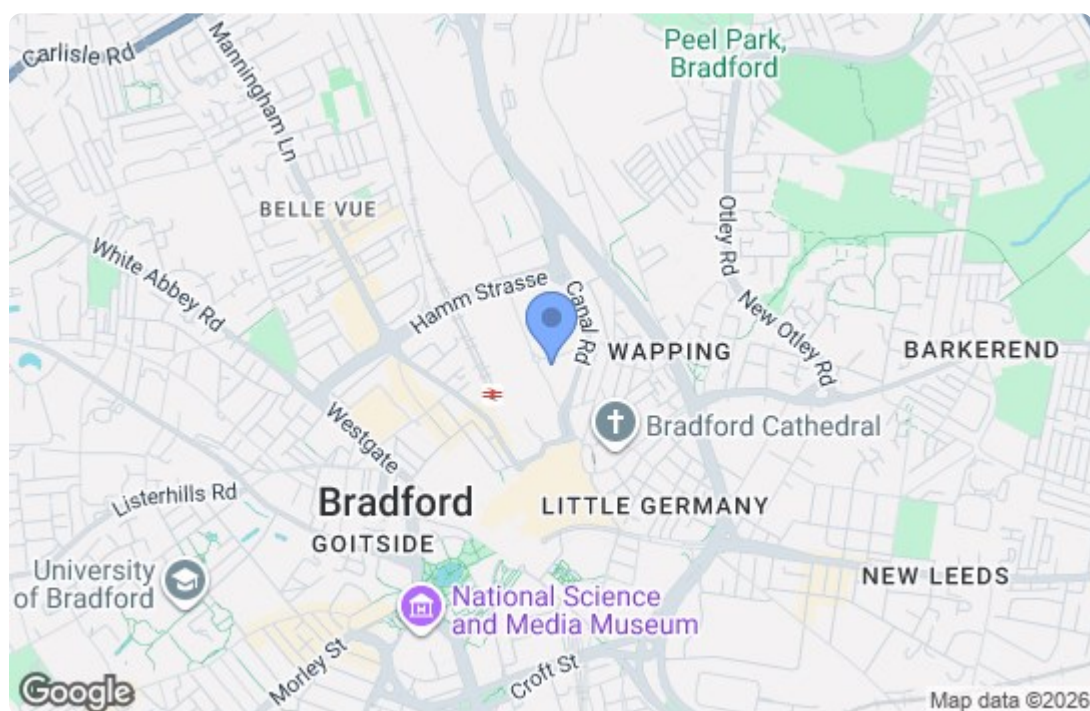 Carlisle Rd
Manningham Ln
Peel Park,
Bradford
BELLE VUE
White Abbey Rd
Hamm Strasse
Canal Rd
Otley Rd
New Otley Rd
WAPPING
BARKEREND
Westgate
Bradford Cathedral
Listerhills Rd
Bradford
LITTLE GERMANY
GOITSIDE
University
of Bradford
NEW LEEDS
National Science
and Media Museum
Morley St
Croft St
Google
Map data ©2026